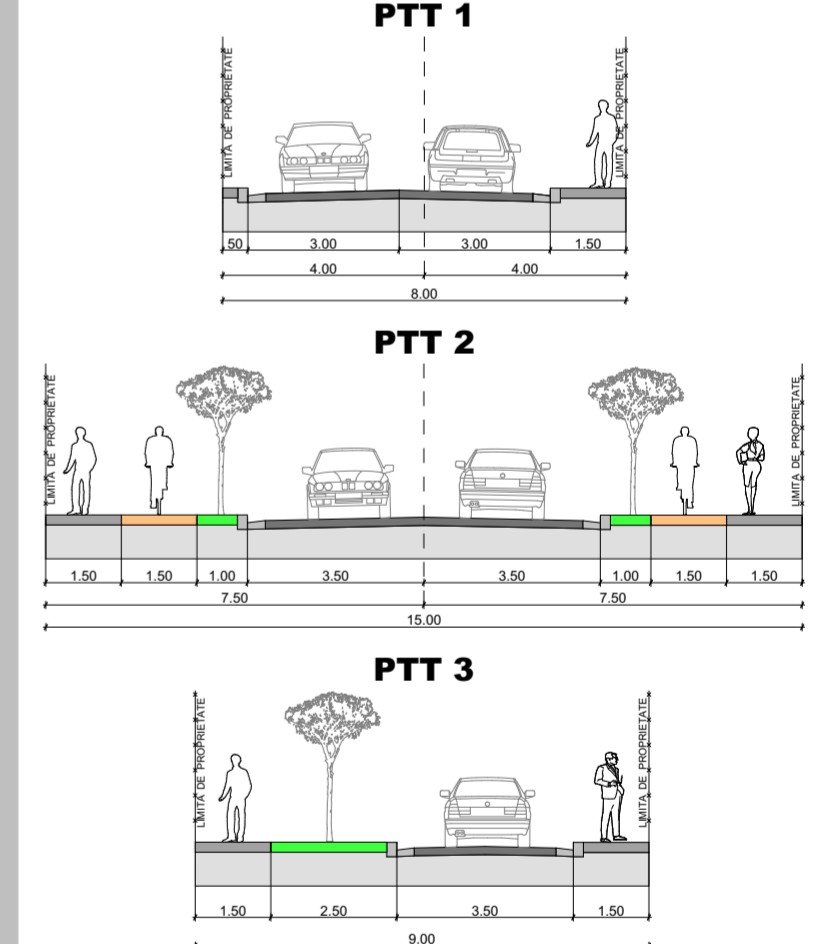 PTT 1
LIMITA DE PROPRIETATE
LIMITA DE PROPRIETATE
50 3.00 3.00 1.50
4.00 4.00
8.00
PTT 2
LIMITA DE PROPRIETATE
LIMITA DE PROPRIETATE
1.50 1.50 1.00 3.50 3.50 1.00 1.50 1.50
7.50 7.50
15.00
PTT 3
LIMITA DE PROPRIETATE
LIMITA DE PROPRIETATE
1.50 2.50 3.50 1.50
9.00